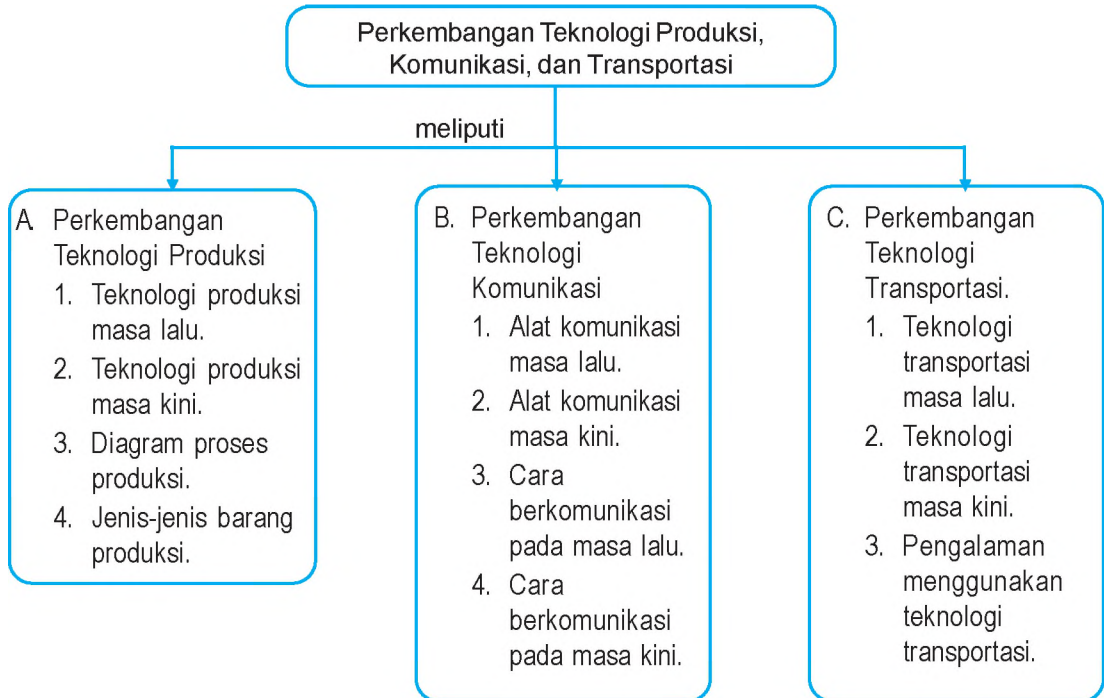 Perkembangan Teknologi Produksi,
Komunikasi, dan Transportasi
meliputi
A. Perkembangan
Teknologi Produksi
1. Teknologi produksi
masa lalu.
2. Teknologi produksi
masa kini.
3. Diagram proses
produksi.
4. Jenis-jenis barang
produksi.
B. Perkembangan
Teknologi
Komunikasi
1. Alat komunikasi
masa lalu.
2. Alat komunikasi
masa kini.
3. Cara
berkomunikasi
pada masa lalu.
4. Cara
berkomunikasi
pada masa kini.
C. Perkembangan
Teknologi
Transportasi.
1. Teknologi
transportasi
masa lalu.
2. Teknologi
transportasi
masa kini.
3. Pengalaman
menggunakan
teknologi
transportasi.